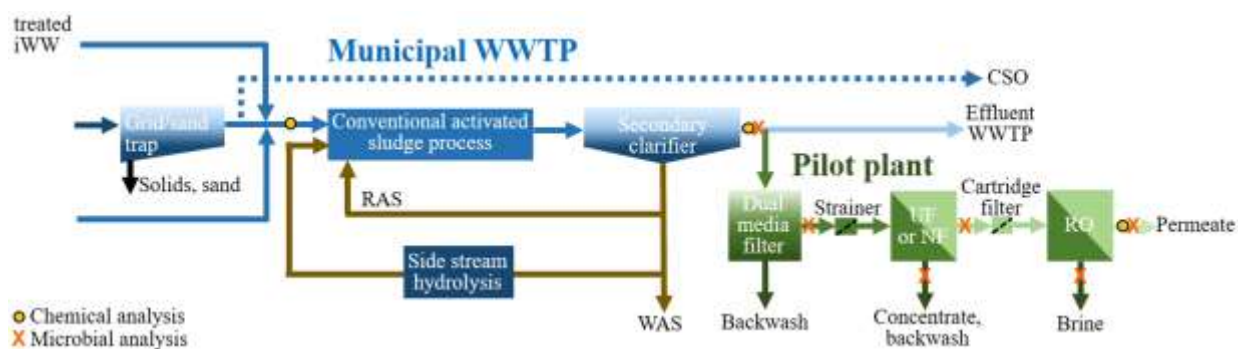 treated
iWW
Municipal WWTP
CSO
Grid/sand
trap
Conventional activated
sludge process
Secondary
clarifier
Effluent
WWTP
Solids, sand
RAS
Pilot plant
Dual
media
filter
Strainer
UF
or NF
Cartridge
filter
RO
Permeate
Side stream
hydrolysis
Chemical analysis
Microbial analysis
WAS
Backwash
Concentrate,
backwash
Brine